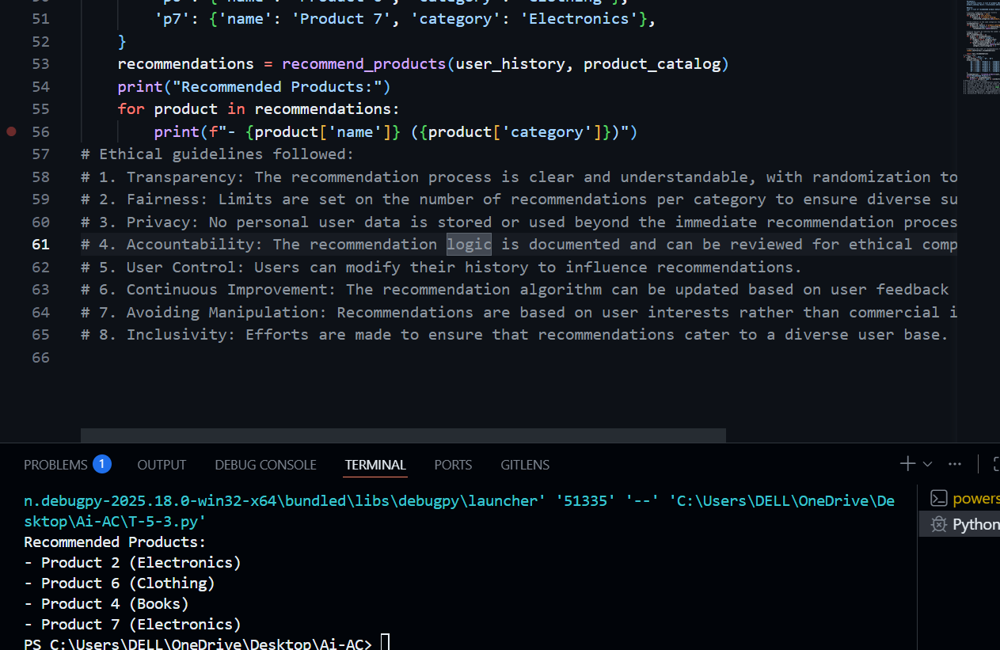 51 'p7': {'name': 'Product 7', 'category': 'Electronics'},
52 }
53 recommendations = recommend_products(user_history, product_catalog)
54 print("Recommended Products:")
55 for product in recommendations:
56 print(f"- {product['name']} ({product['category']})")
57 # Ethical guidelines followed:
58 # 1. Transparency: The recommendation process is clear and understandable, with randomization to
59 # 2. Fairness: Limits are set on the number of recommendations per category to ensure diverse su
60 # 3. Privacy: No personal user data is stored or used beyond the immediate recommendation proces
61 # 4. Accountability: The recommendation logic is documented and can be reviewed for ethical comp
62 # 5. User Control: Users can modify their history to influence recommendations.
63 # 6. Continuous Improvement: The recommendation algorithm can be updated based on user feedback
64 # 7. Avoiding Manipulation: Recommendations are based on user interests rather than commercial i
65 # 8. Inclusivity: Efforts are made to ensure that recommendations cater to a diverse user base.
66
PROBLEMS 1 OUTPUT DEBUG CONSOLE TERMINAL PORTS GITLENS
n.debugpy-2025.18.0-win32-x64\bundled\libs\debugpy\launcher' '51335' '--' 'C:\Users\DELL\OneDrive\De
powers
sktop\Ai-AC\T-5-3.py'
Python
Recommended Products:
- Product 2 (Electronics)
- Product 6 (Clothing)
- Product 4 (Books)
- Product 7 (Electronics)
PS C:\Users\DELL\OneDrive\Desktop\Ai-AC>